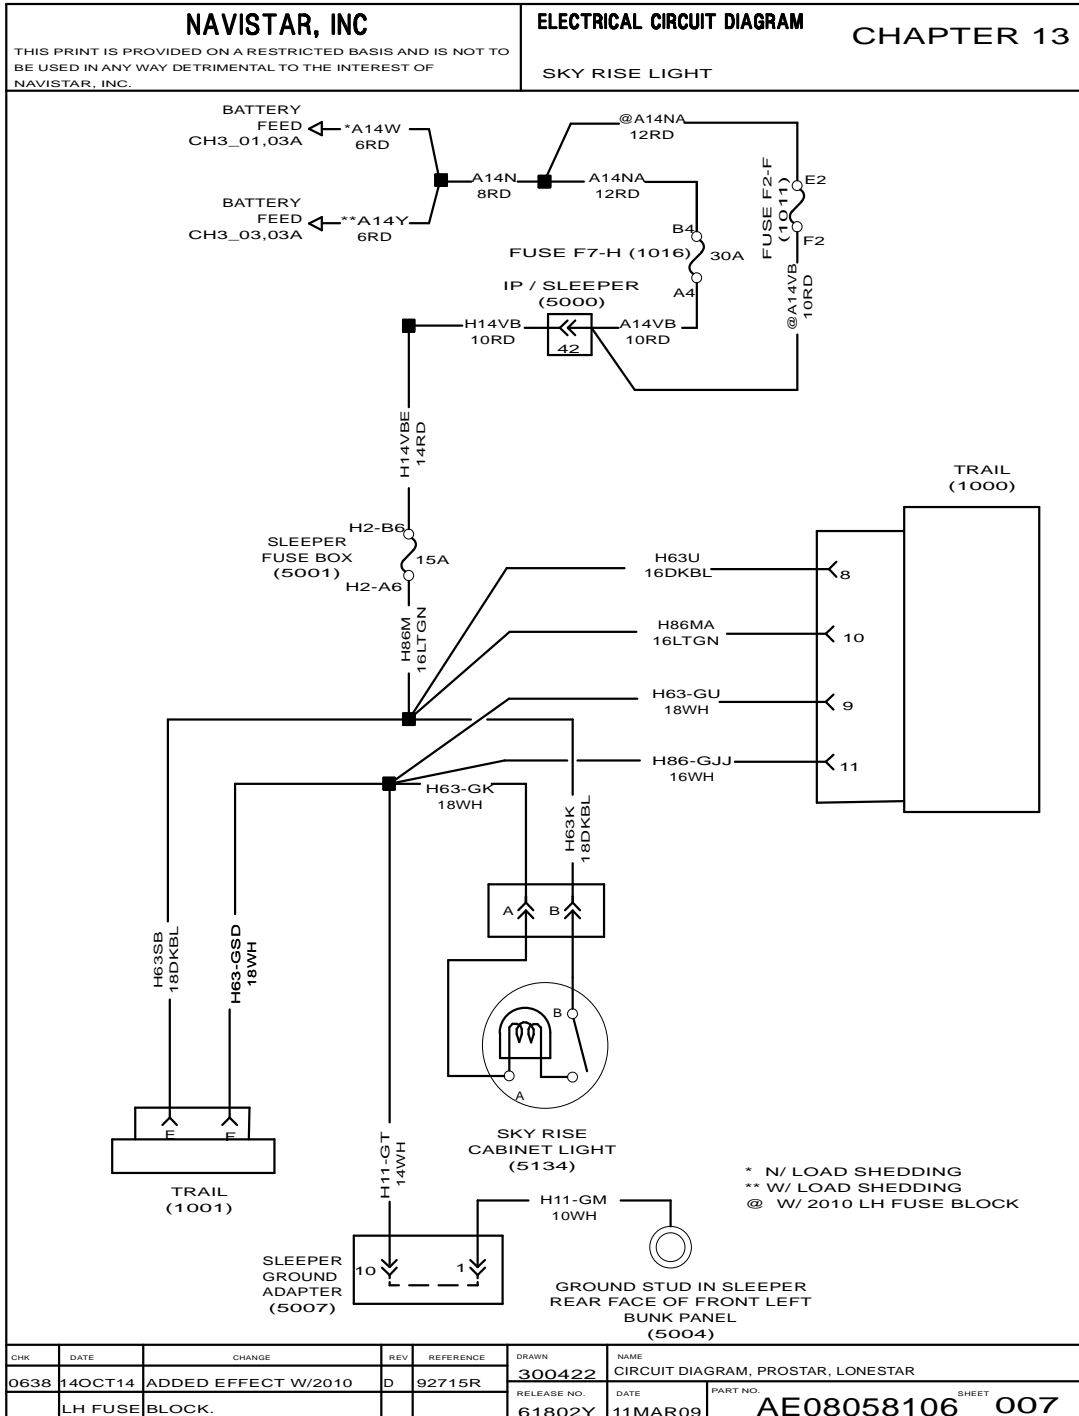 NAVISTAR, INC
THIS PRINT IS PROVIDED ON A RESTRICTED BASIS AND IS NOT TO
BE USED IN ANY WAY DETRIMENTAL TO THE INTEREST OF
NAVISTAR, INC.
ELECTRICAL CIRCUIT DIAGRAM
SKY RISE LIGHT
CHAPTER 13
BATTERY
FEED
CH3_01,03A
*A14W
6RD
BATTERY
FEED
CH3_03,03A
**A14Y
6RD
A14N
8RD
@A14NA
12RD
A14NA
12RD
E2
FUSE F2-F
(1011)
F2
@A14VB
10RD
B4
FUSE F7-H (1016)
30A
A4
IP / SLEEPER
(5000)
42
H14VB
10RD
A14VB
10RD
H14VBE
14RD
H2-B6
SLEEPER
FUSE BOX
(5001)
15A
H2-A6
H86M
16LTGN
TRAIL
(1000)
H63U
16DKBL
8
H86MA
16LTGN
10
H63-GU
18WH
9
H86-GJJ
16WH
11
H63-GK
18WH
H63K
18DKBL
A
B
H63SB
18DKBL
H63-GSD
18WH
B
A
SKY RISE
CABINET LIGHT
(5134)
E
F
TRAIL
(1001)
H11-GT
14WH
* N/ LOAD SHEDDING
** W/ LOAD SHEDDING
@ W/ 2010 LH FUSE BLOCK
H11-GM
10WH
SLEEPER
GROUND
ADAPTER
(5007)
10
1
GROUND STUD IN SLEEPER
REAR FACE OF FRONT LEFT
BUNK PANEL
(5004)
CHK DATE CHANGE REV REFERENCE
0638 14OCT14 ADDED EFFECT W/2010 D 92715R
LH FUSE BLOCK.
DRAWN
300422
NAME
CIRCUIT DIAGRAM, PROSTAR, LONESTAR
RELEASE NO.
61802Y
DATE
11MAR09
PART NO.
AE08058106
SHEET
007